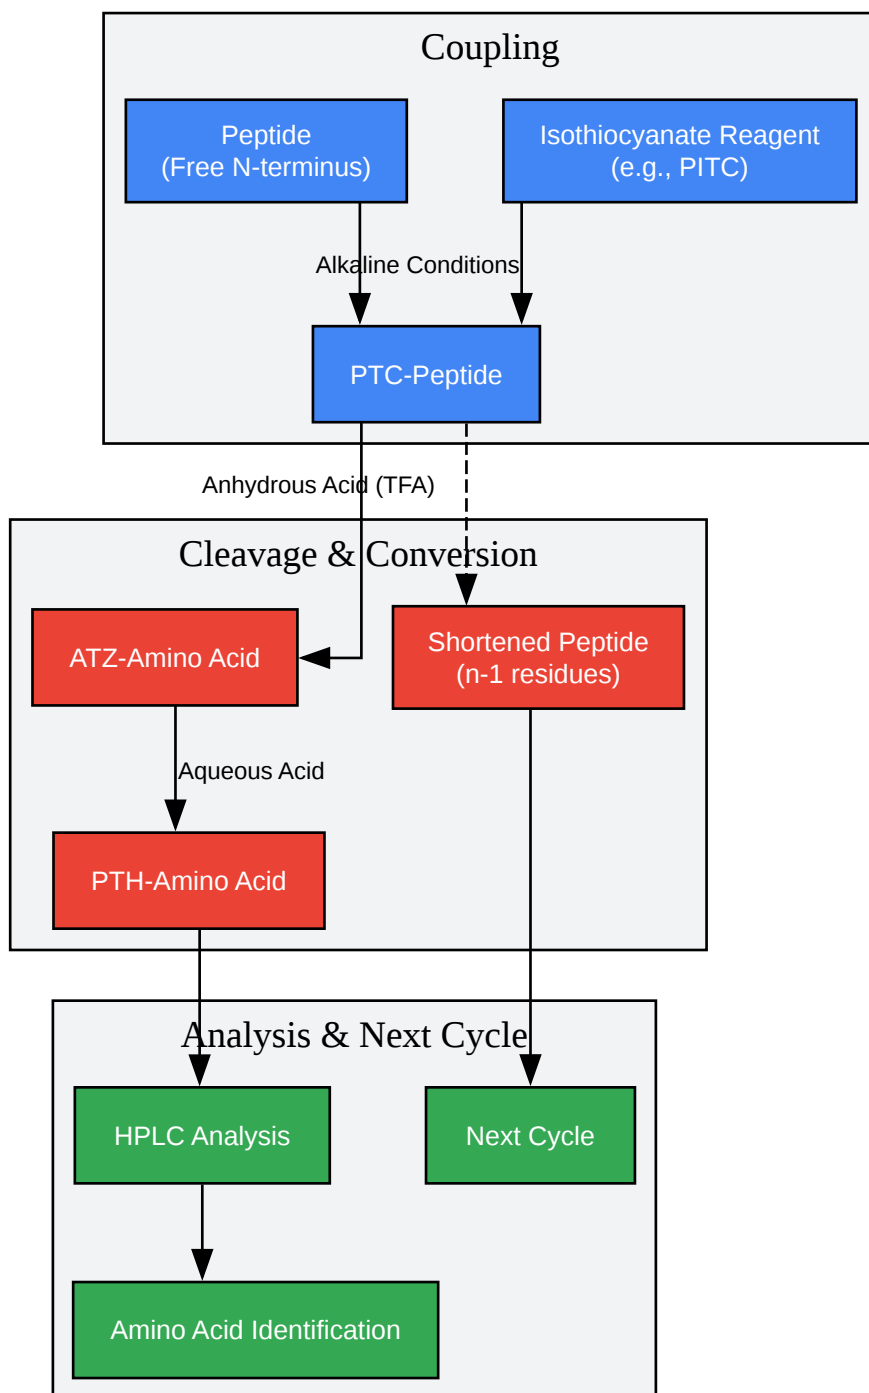 Coupling
Peptide
(Free N-terminus)
Isothiocyanate Reagent
(e.g., PITC)
Alkaline Conditions
PTC-Peptide
Anhydrous Acid (TFA)
Cleavage & Conversion
ATZ-Amino Acid
Shortened Peptide
(n-1 residues)
Aqueous Acid
PTH-Amino Acid
Analysis & Next Cycle
HPLC Analysis
Next Cycle
Amino Acid Identification